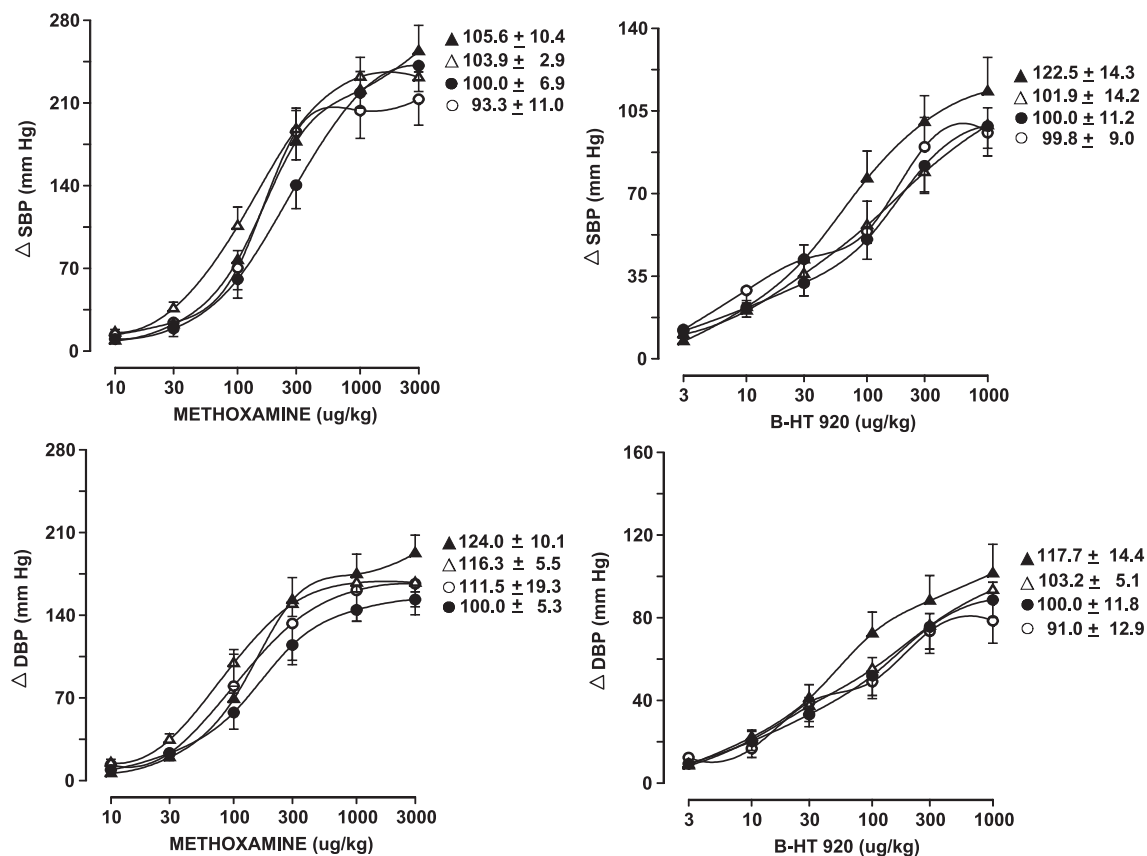 280
210
140
70
0
△ SBP (mm Hg)
▲ 105.6 ± 10.4
△ 103.9 ± 2.9
● 100.0 ± 6.9
○ 93.3 ± 11.0
10 30 100 300 1000 3000
METHOXAMINE (ug/kg)
140
105
70
35
0
△ SBP (mm Hg)
▲ 122.5 ± 14.3
△ 101.9 ± 14.2
● 100.0 ± 11.2
○ 99.8 ± 9.0
3 10 30 100 300 1000
B-HT 920 (ug/kg)
280
210
140
70
0
△ DBP (mm Hg)
▲ 124.0 ± 10.1
△ 116.3 ± 5.5
○ 111.5 ± 19.3
● 100.0 ± 5.3
10 30 100 300 1000 3000
METHOXAMINE (ug/kg)
160
120
80
40
0
△ DBP (mm Hg)
▲ 117.7 ± 14.4
△ 103.2 ± 5.1
● 100.0 ± 11.8
○ 91.0 ± 12.9
3 10 30 100 300 1000
B-HT 920 (ug/kg)